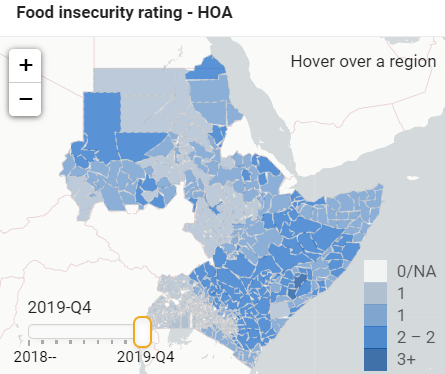 Food insecurity rating - HOA
+
Hover over a region
−
0/NA
1
1
2 – 2
3+
2019-Q4
2018--
2019-Q4